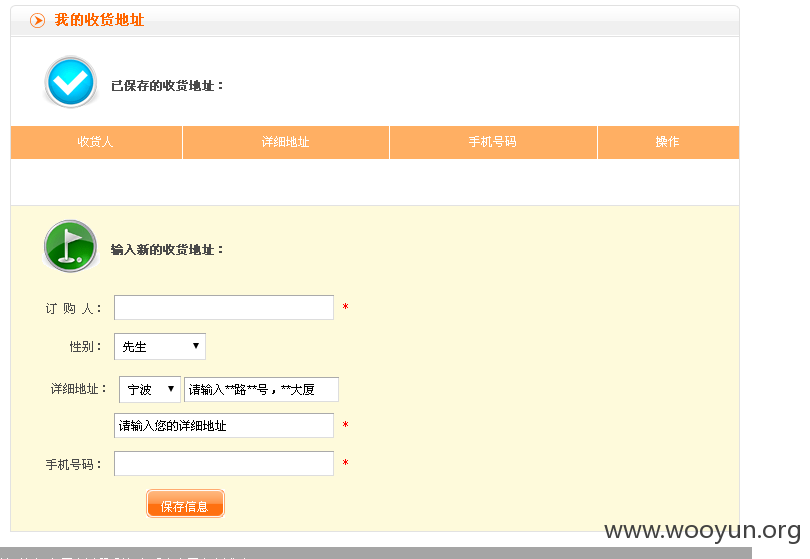 我的收货地址
已保存的收货地址：
收货人 详细地址 手机号码 操作
输入新的收货地址：
订 购 人： *
性别： 先生
详细地址： 宁波 请输入**路**号，**大厦
请输入您的详细地址 *
手机号码： *
保存信息
www.wooyun.org